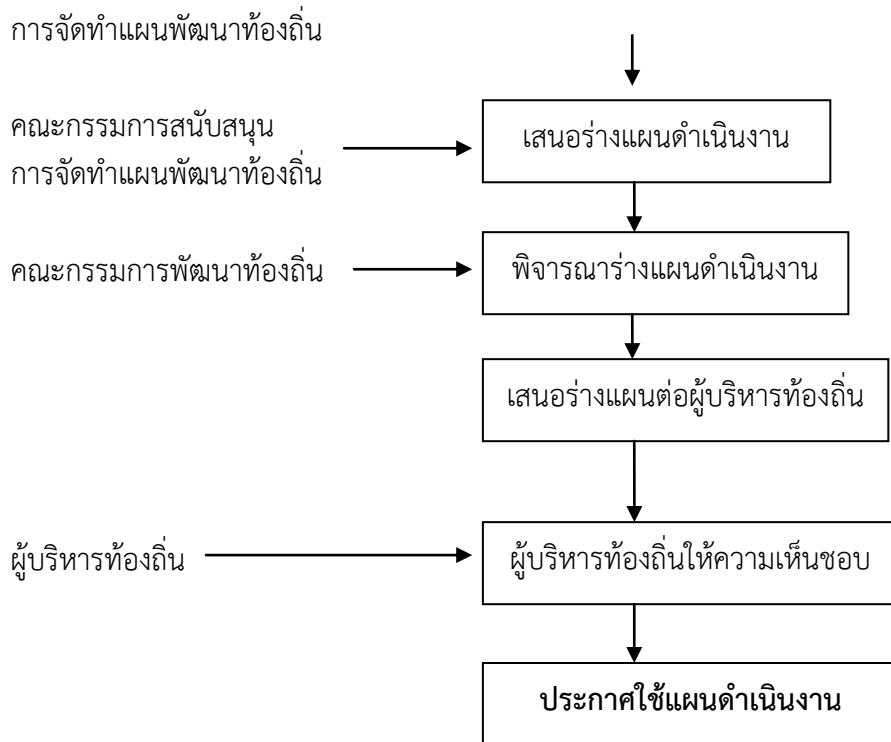 การจัดทำแผนพัฒนาท้องถิ่น
คณะกรรมการสนับสนุน
การจัดทำแผนพัฒนาท้องถิ่น
เสนอร่างแผนดำเนินงาน
คณะกรรมการพัฒนาท้องถิ่น
พิจารณาร่างแผนดำเนินงาน
เสนอร่างแผนต่อผู้บริหารท้องถิ่น
ผู้บริหารท้องถิ่น
ผู้บริหารท้องถิ่นให้ความเห็นชอบ
ประกาศใช้แผนดำเนินงาน